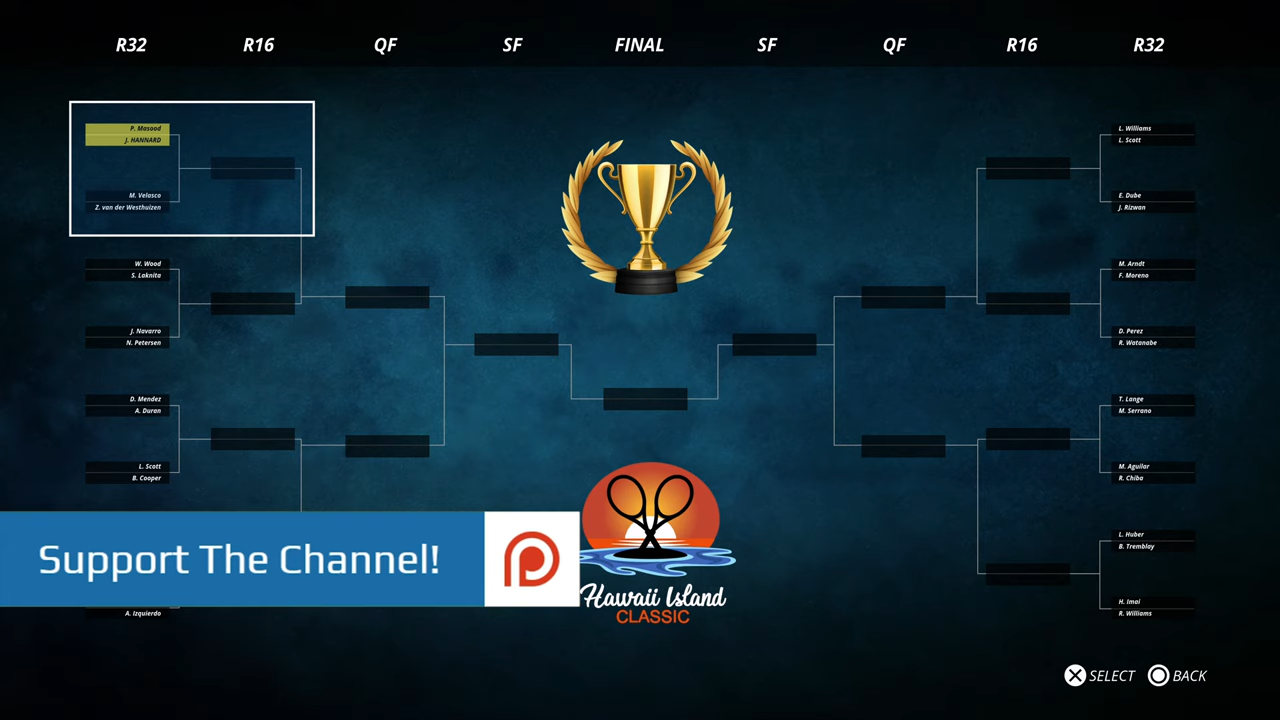 R32 R16 QF SF FINAL SF QF R16 R32
P. Masood
J. HANNARD
M. Velasco
Z. van der Westhuizen
W. Wood
S. Laknita
J. Navarro
N. Petersen
D. Mendez
A. Duran
L. Scott
B. Cooper
A. Izquierdo
L. Williams
L. Scott
E. Dube
J. Rizwan
M. Arndt
F. Moreno
D. Perez
R. Watanabe
T. Lange
M. Serrano
M. Aguilar
R. Chiba
L. Huber
B. Tremblay
H. Imai
R. Williams
Support The Channel!
Hawaii Island
CLASSIC
SELECT BACK